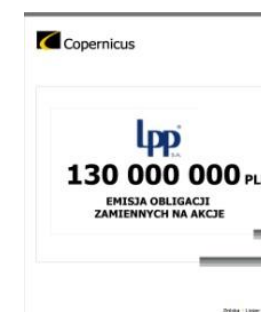 Copernicus
lpp
S.A.
130 000 000 PL
EMISJA OBLIGACJI
ZAMIENNYCH NA AKCJE